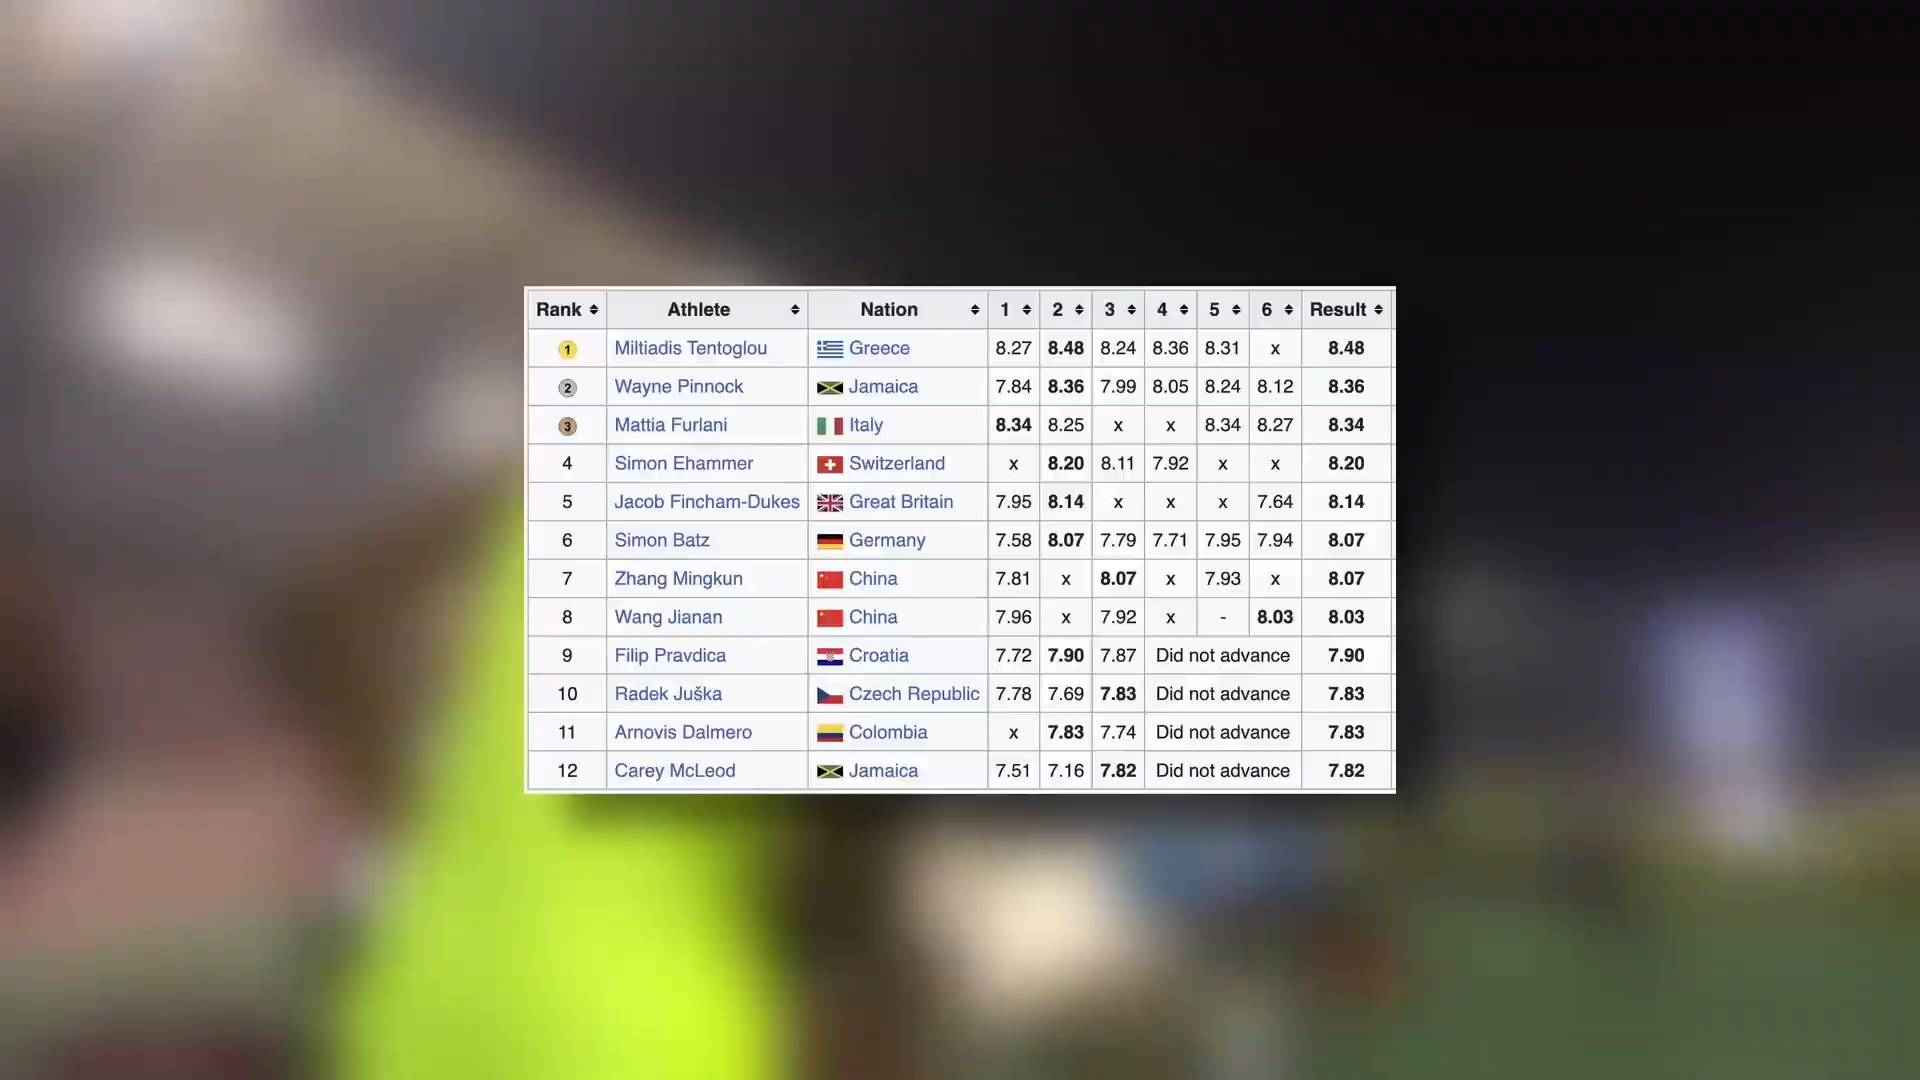 Rank Athlete Nation 1 2 3 4 5 6 Result
1 Miltiadis Tentoglou Greece 8.27 8.48 8.24 8.36 8.31 x 8.48
2 Wayne Pinnock Jamaica 7.84 8.36 7.99 8.05 8.24 8.12 8.36
3 Mattia Furlani Italy 8.34 8.25 x x 8.34 8.27 8.34
4 Simon Ehammer Switzerland x 8.20 8.11 7.92 x x 8.20
5 Jacob Fincham-Dukes Great Britain 7.95 8.14 x x x 7.64 8.14
6 Simon Batz Germany 7.58 8.07 7.79 7.71 7.95 7.94 8.07
7 Zhang Mingkun China 7.81 x 8.07 x 7.93 x 8.07
8 Wang Jianan China 7.96 x 7.92 x - 8.03 8.03
9 Filip Pravdica Croatia 7.72 7.90 7.87 Did not advance 7.90
10 Radek Juška Czech Republic 7.78 7.69 7.83 Did not advance 7.83
11 Arnovis Dalmero Colombia x 7.83 7.74 Did not advance 7.83
12 Carey McLeod Jamaica 7.51 7.16 7.82 Did not advance 7.82